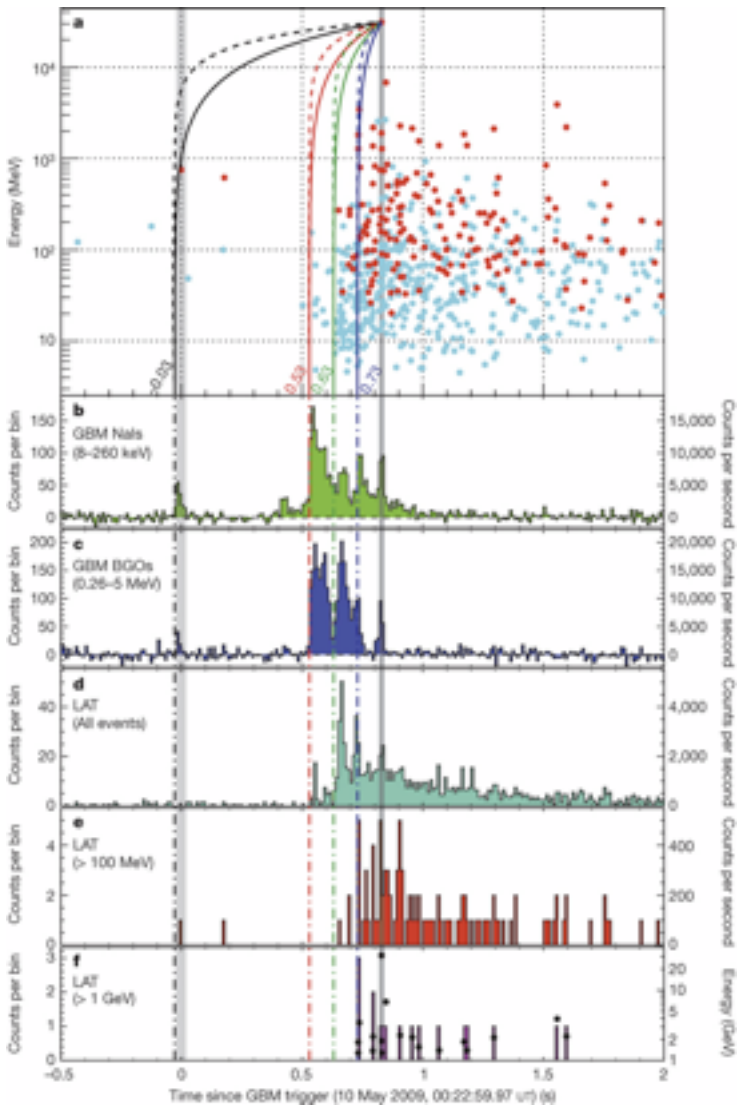 a
Energy (MeV)
10⁴
10³
10²
10
-0.03
0.53
0.63
0.73
b
GBM NaIs
(8–260 keV)
Counts per bin
150
100
50
0
15,000
10,000
5,000
0
Counts per second
c
GBM BGOs
(0.26–5 MeV)
Counts per bin
200
150
100
50
0
20,000
15,000
10,000
5,000
0
Counts per second
d
LAT
(All events)
Counts per bin
40
20
0
4,000
2,000
0
Counts per second
e
LAT
(> 100 MeV)
Counts per bin
4
2
0
400
200
0
Counts per second
f
LAT
(> 1 GeV)
Counts per bin
3
2
1
0
20
10
5
2
1
Energy (GeV)
-0.5
0
0.5
1
1.5
2
Time since GBM trigger (10 May 2009, 00:22:59.97 UT) (s)